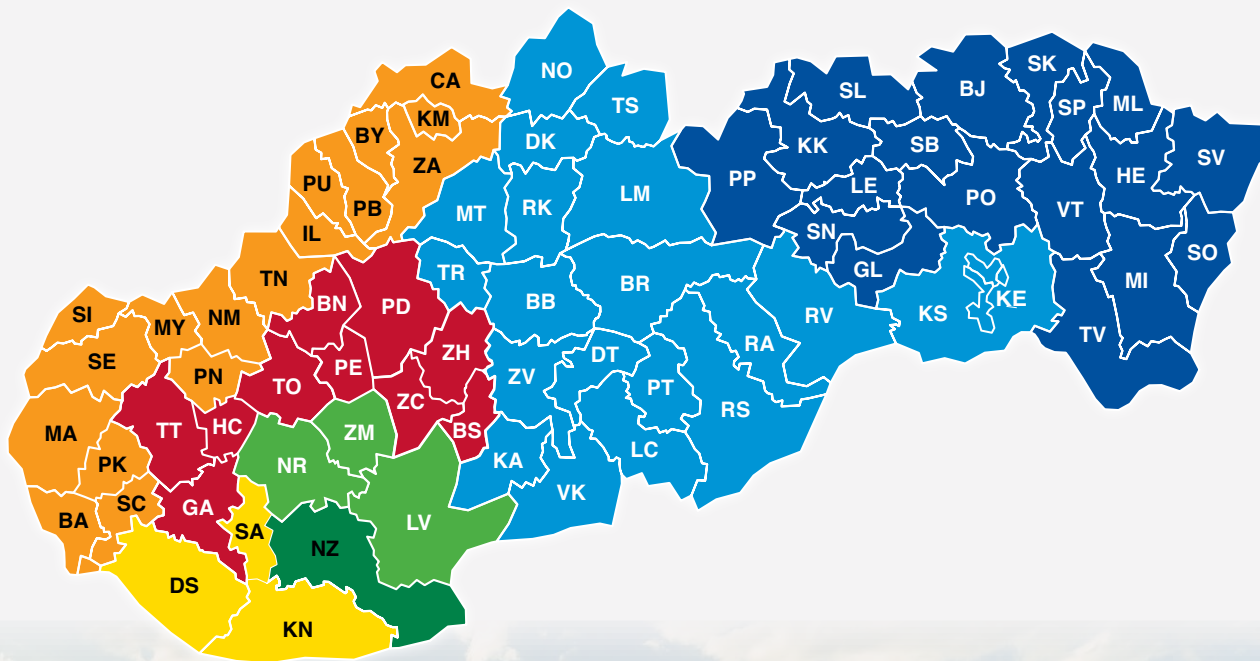 NO
SK
CA
BJ
SL
ML
TS
SP
KM
BY
DK
KK
SB
SV
ZA
HE
PP
PU
LE
LM
PO
PB
RK
VT
MT
SN
IL
SO
GL
TR
TN
MI
BR
KE
BB
BN
PD
SI
NM
RV
KS
MY
TV
RA
ZH
DT
SE
PE
PN
ZV
TO
PT
ZC
RS
HC
BS
ZM
TT
MA
LC
KA
PK
NR
VK
SC
GA
BA
LV
SA
NZ
DS
KN